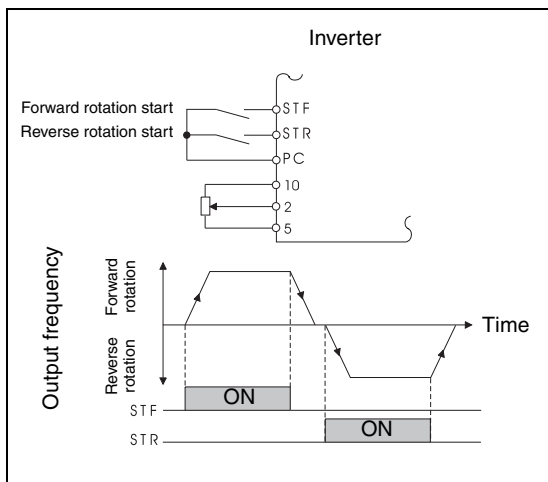 Inverter
Forward rotation start
Reverse rotation start
STF
STR
PC
10
2
5
Output frequency
Forward
rotation
Reverse
rotation
Time
ON
STF
ON
STR